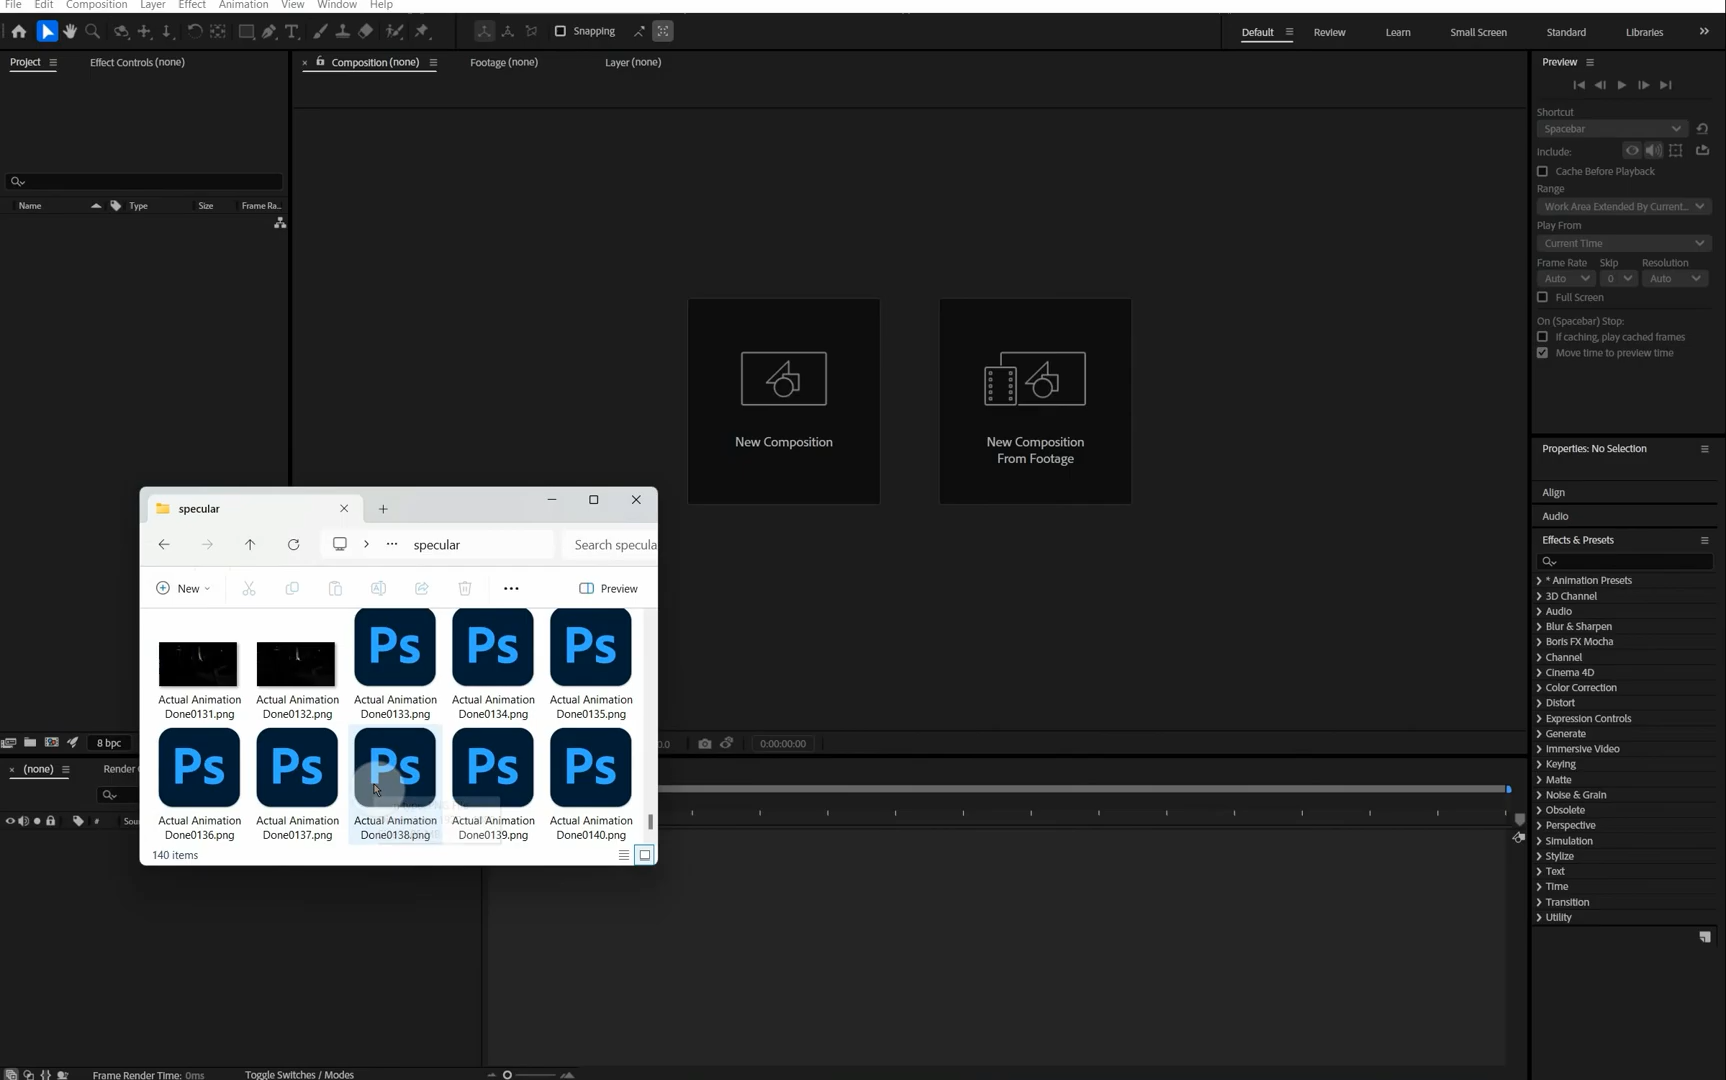 File Edit Composition Layer Effect Animation View Window Help
Snapping
Default Review Learn Small Screen Standard Libraries
Project Effect Controls (none)
Composition (none) Footage (none) Layer (none)
Name Type Size Frame Ra...
New Composition
New Composition
From Footage
8 bpc
0:00:00:00
(none)
Frame Render Time: 0ms Toggle Switches / Modes
specular
specular
Search specula
New
Preview
Ps Ps Ps
Actual Animation Actual Animation Actual Animation Actual Animation Actual Animation
Done0131.png Done0132.png Done0133.png Done0134.png Done0135.png
Ps Ps Ps Ps Ps
Actual Animation Actual Animation Actual Animation Actual Animation Actual Animation
Done0136.png Done0137.png Done0138.png Done0139.png Done0140.png
140 items
Preview
Shortcut
Spacebar
Include:
Cache Before Playback
Range
Work Area Extended By Current...
Play From
Current Time
Frame Rate Skip Resolution
Auto 0 Auto
Full Screen
On (Spacebar) Stop:
If caching, play cached frames
Move time to preview time
Properties: No Selection
Align
Audio
Effects & Presets
* Animation Presets
3D Channel
Audio
Blur & Sharpen
Boris FX Mocha
Channel
Cinema 4D
Color Correction
Distort
Expression Controls
Generate
Immersive Video
Keying
Matte
Noise & Grain
Obsolete
Perspective
Simulation
Stylize
Text
Time
Transition
Utility